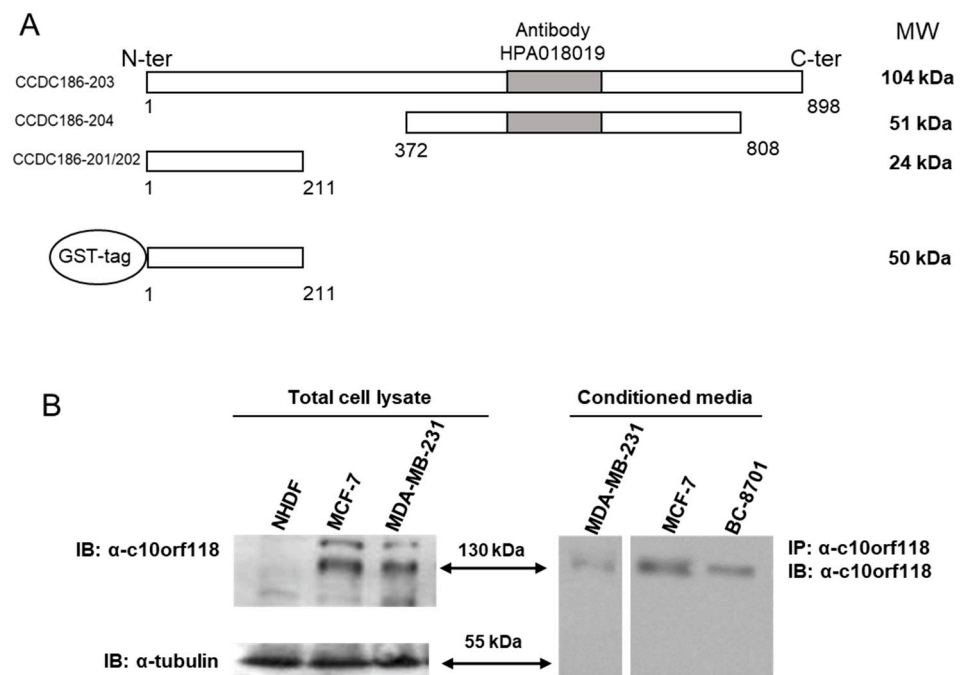 A
Antibody
HPA018019
MW
N-ter
C-ter
CCDC186-203
104 kDa
1
898
CCDC186-204
51 kDa
372
808
CCDC186-201/202
24 kDa
1
211
GST-tag
50 kDa
1
211
B
Total cell lysate
Conditioned media
NHDF
MCF-7
MDA-MB-231
MDA-MB-231
MCF-7
BC-8701
IB: α-c10orf118
130 kDa
IP: α-c10orf118
IB: α-c10orf118
55 kDa
IB: α-tubulin